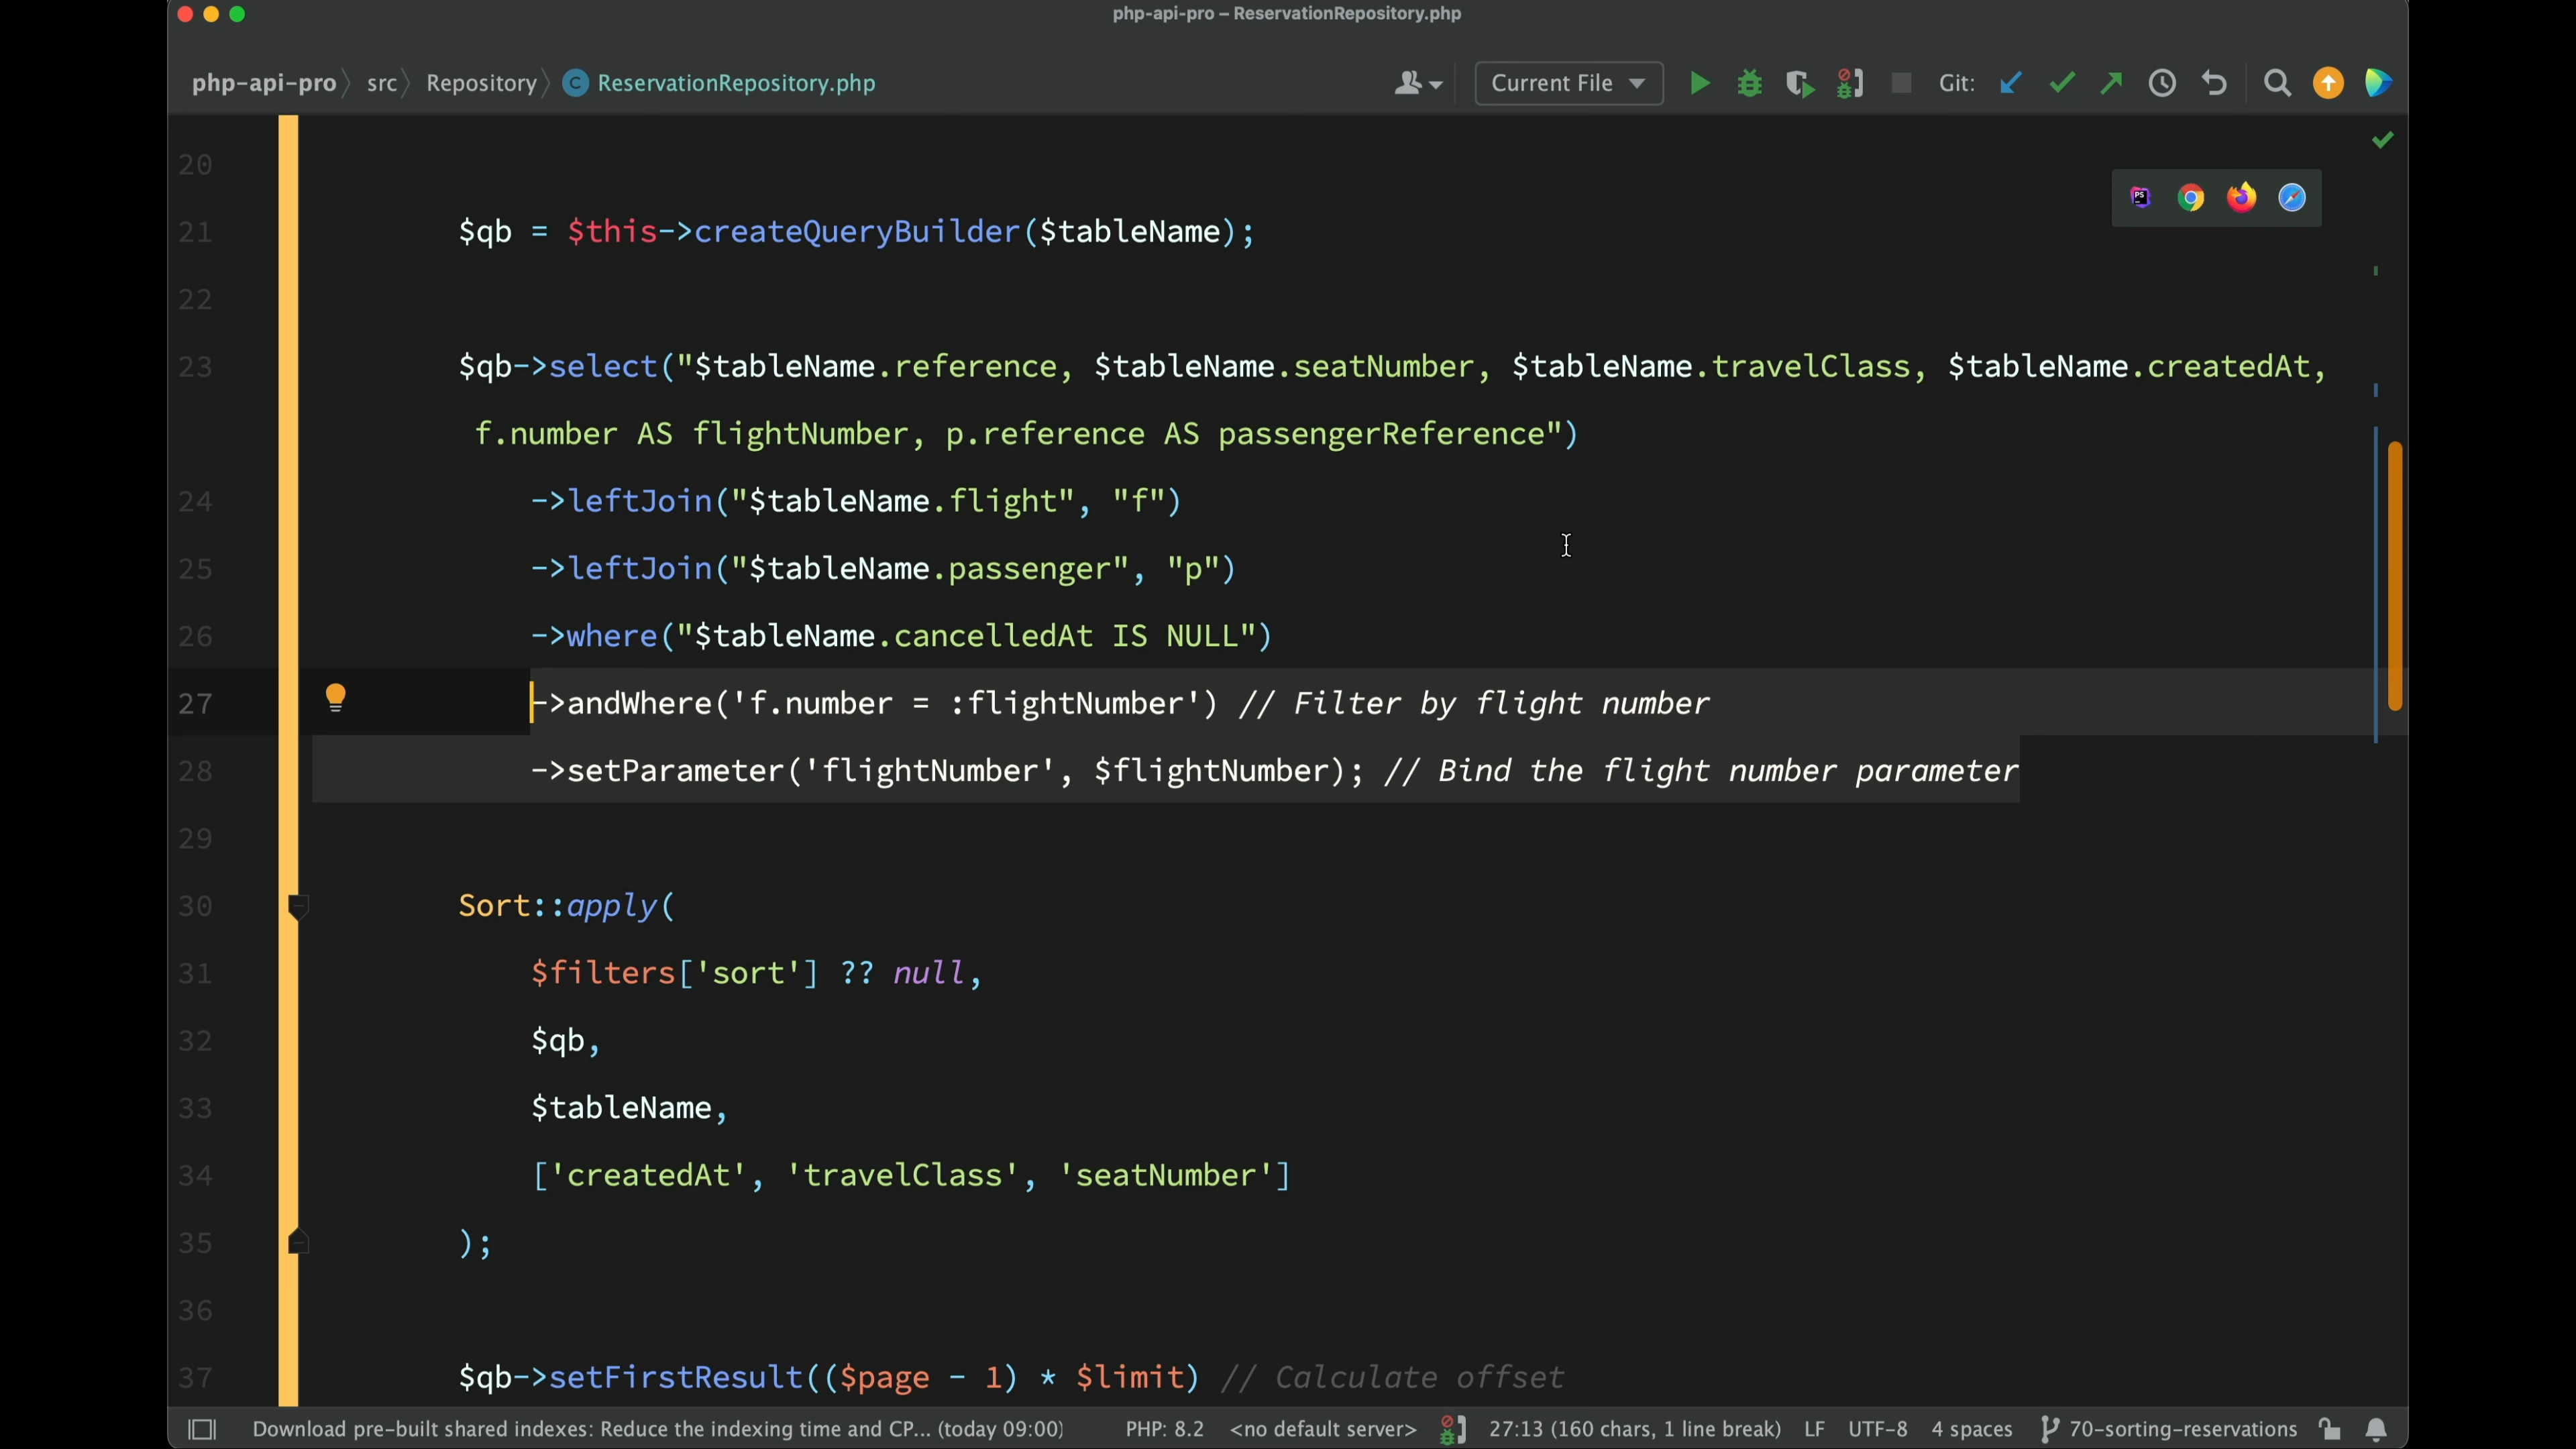 php-api-pro – ReservationRepository.php
php-api-pro src Repository C ReservationRepository.php Current File Git:
20
21 $qb = $this->createQueryBuilder($tableName);
22
23 $qb->select("$tableName.reference, $tableName.seatNumber, $tableName.travelClass, $tableName.createdAt,
f.number AS flightNumber, p.reference AS passengerReference")
24 ->leftJoin("$tableName.flight", "f")
25 ->leftJoin("$tableName.passenger", "p")
26 ->where("$tableName.cancelledAt IS NULL")
27 ->andWhere('f.number = :flightNumber') // Filter by flight number
28 ->setParameter('flightNumber', $flightNumber); // Bind the flight number parameter
29
30 Sort::apply(
31 $filters['sort'] ?? null,
32 $qb,
33 $tableName,
34 ['createdAt', 'travelClass', 'seatNumber']
35 );
36
37 $qb->setFirstResult(($page - 1) * $limit) // Calculate offset
Download pre-built shared indexes: Reduce the indexing time and CP... (today 09:00) PHP: 8.2 <no default server> 27:13 (160 chars, 1 line break) LF UTF-8 4 spaces 70-sorting-reservations